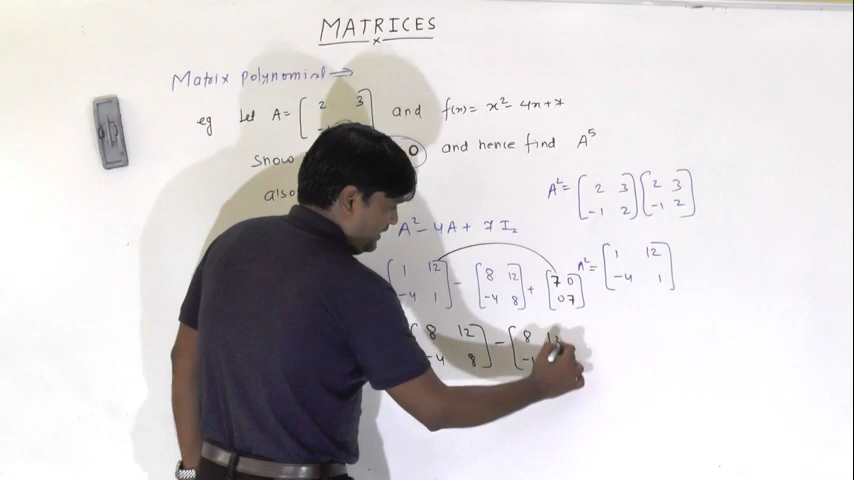 MATRICES
Matrix polynomial ⇒
eg Let A = [ 2 3 and f(x) = x² - 4x + 7
Show 0 and hence find A⁵
also
A² = [ 2 3 -1 2 ] [ 2 3 -1 2 ]
A² - 4A + 7 I₂
[ 1 12 -4 1 ] - [ 8 12 -4 8 ] + [ 7 0 0 7 ]
A² = [ 1 12 -4 1 ]
[ 8 12 -4 8 ] - [ 8